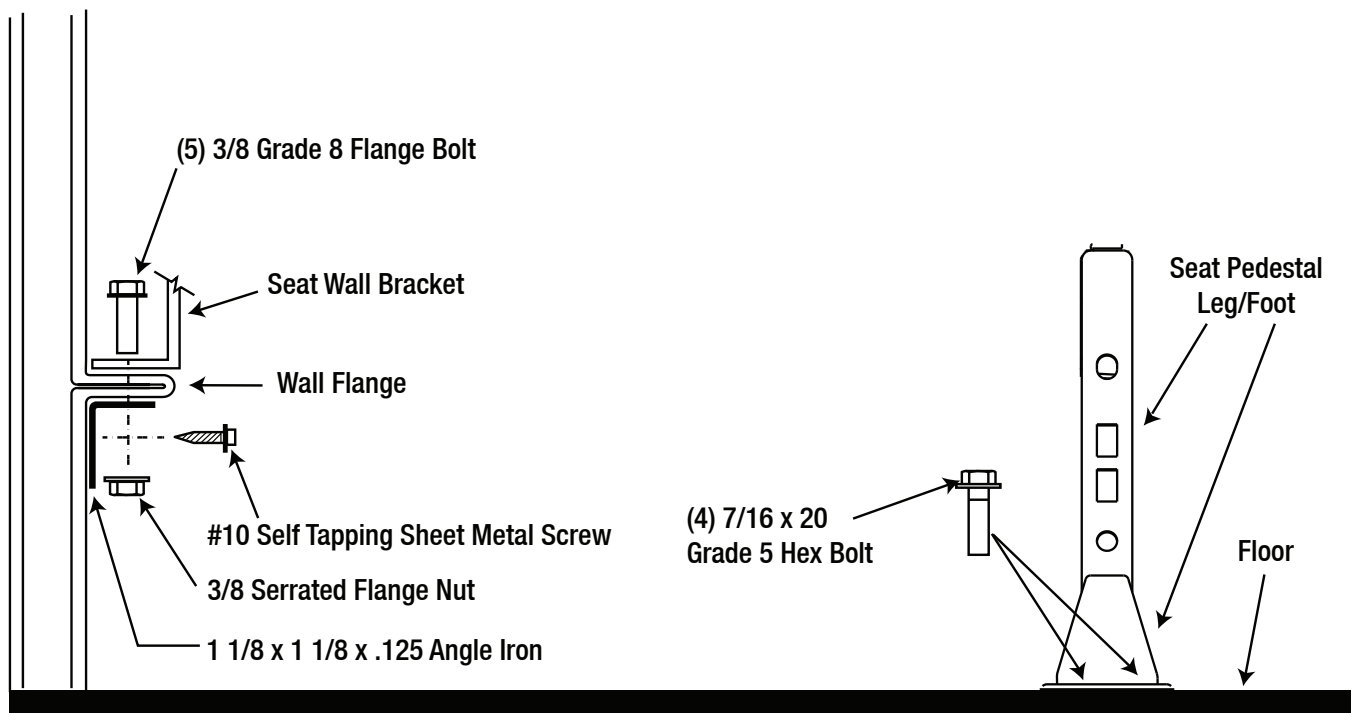 (5) 3/8 Grade 8 Flange Bolt
Seat Wall Bracket
Wall Flange
#10 Self Tapping Sheet Metal Screw
3/8 Serrated Flange Nut
1 1/8 x 1 1/8 x .125 Angle Iron
Seat Pedestal
Leg/Foot
(4) 7/16 x 20
Grade 5 Hex Bolt
Floor